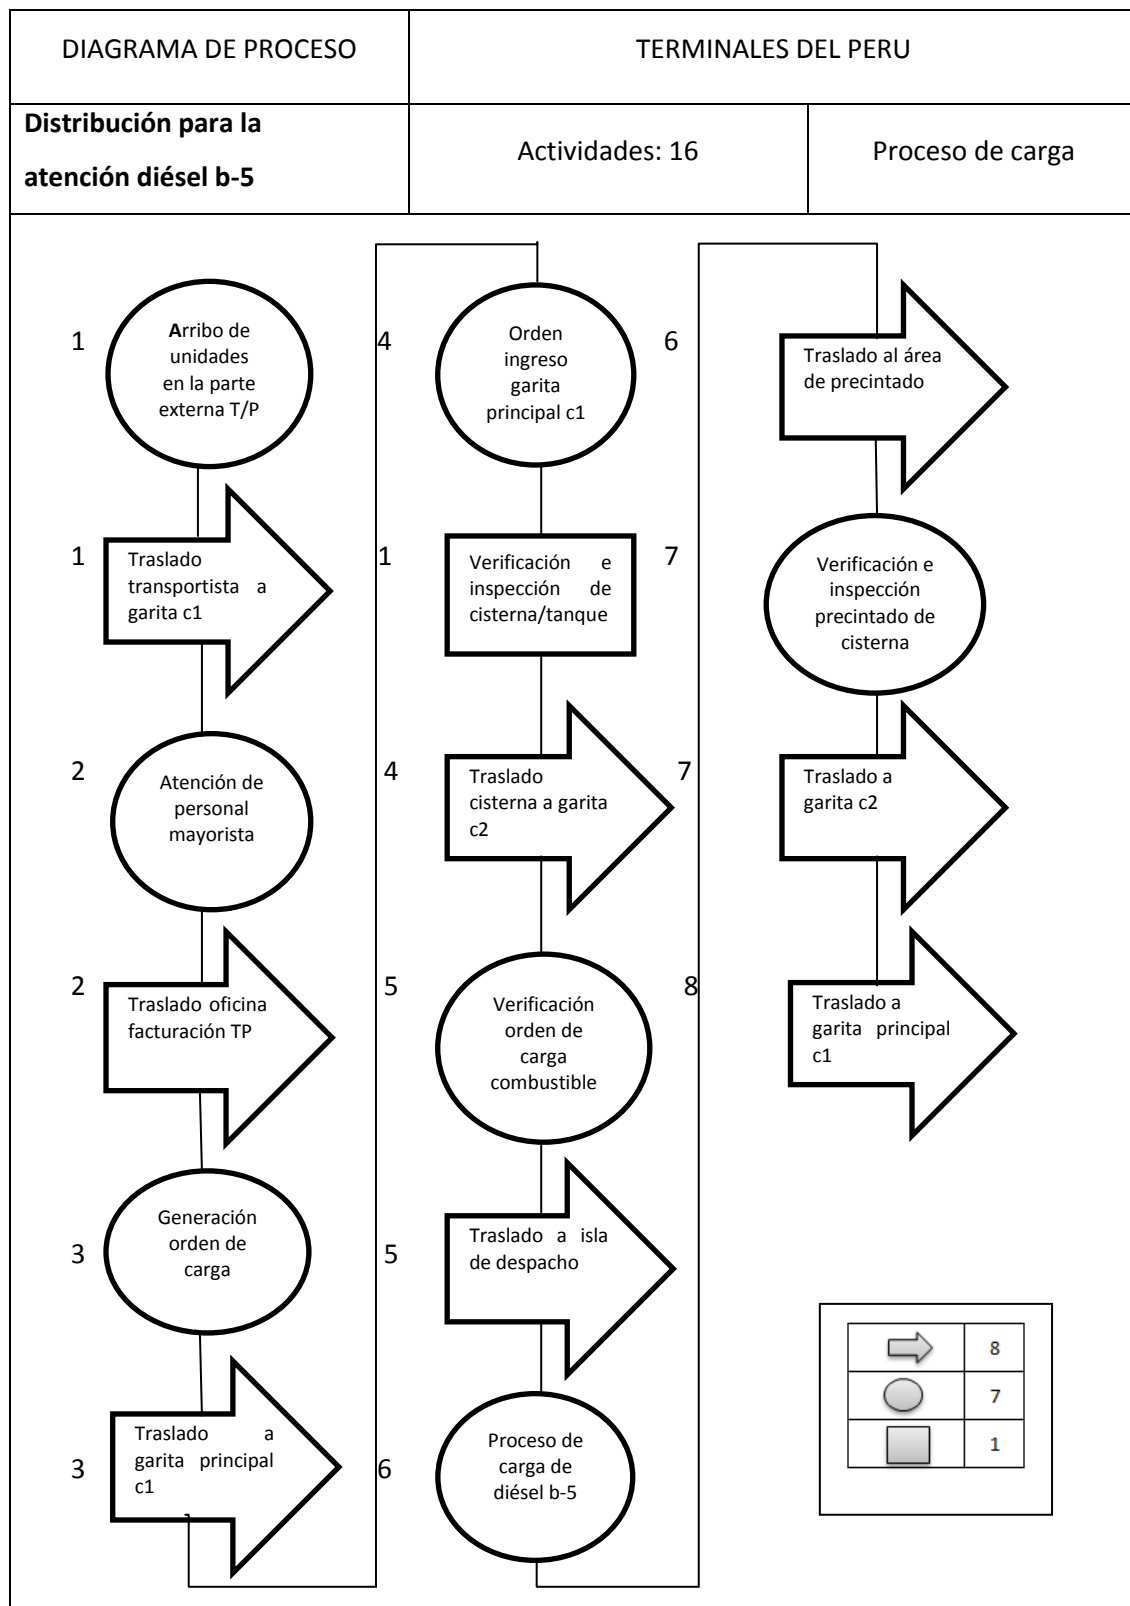 DIAGRAMA DE PROCESO
TERMINALES DEL PERU
Distribución para la
atención diésel b-5
Actividades: 16
Proceso de carga
1
Arribo de
unidades
en la parte
externa T/P
1
Traslado
transportista a
garita c1
2
Atención de
personal
mayorista
2
Traslado oficina
facturación TP
3
Generación
orden de
carga
3
Traslado a
garita principal
c1
4
Orden
ingreso
garita
principal c1
1
Verificación e
inspección de
cisterna/tanque
4
Traslado
cisterna a garita
c2
5
Verificación
orden de
carga
combustible
5
Traslado a isla
de despacho
6
Proceso de
carga de
diésel b-5
6
Traslado al área
de precintado
7
Verificación e
inspección
precintado de
cisterna
7
Traslado a
garita c2
8
Traslado a
garita principal
c1
8
7
1